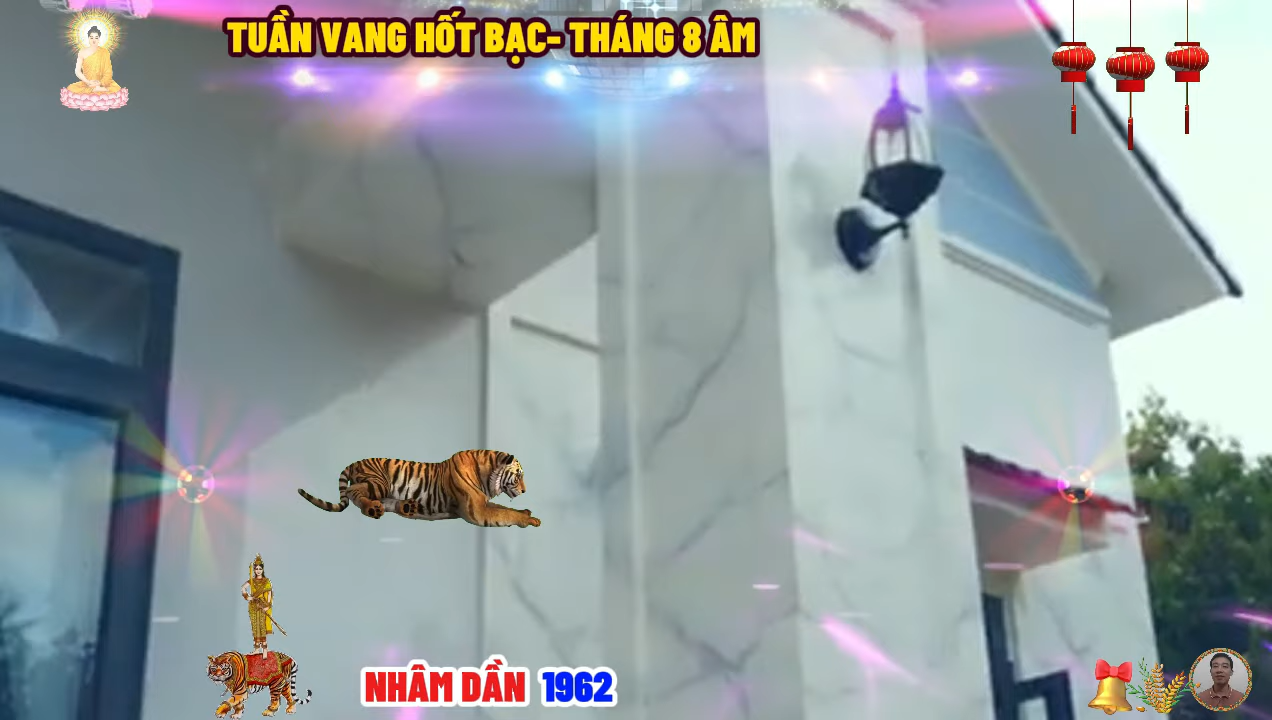 TUẦN VANG HỐT BẠC- THÁNG 8 ÂM
NHÂM DẦN 1962